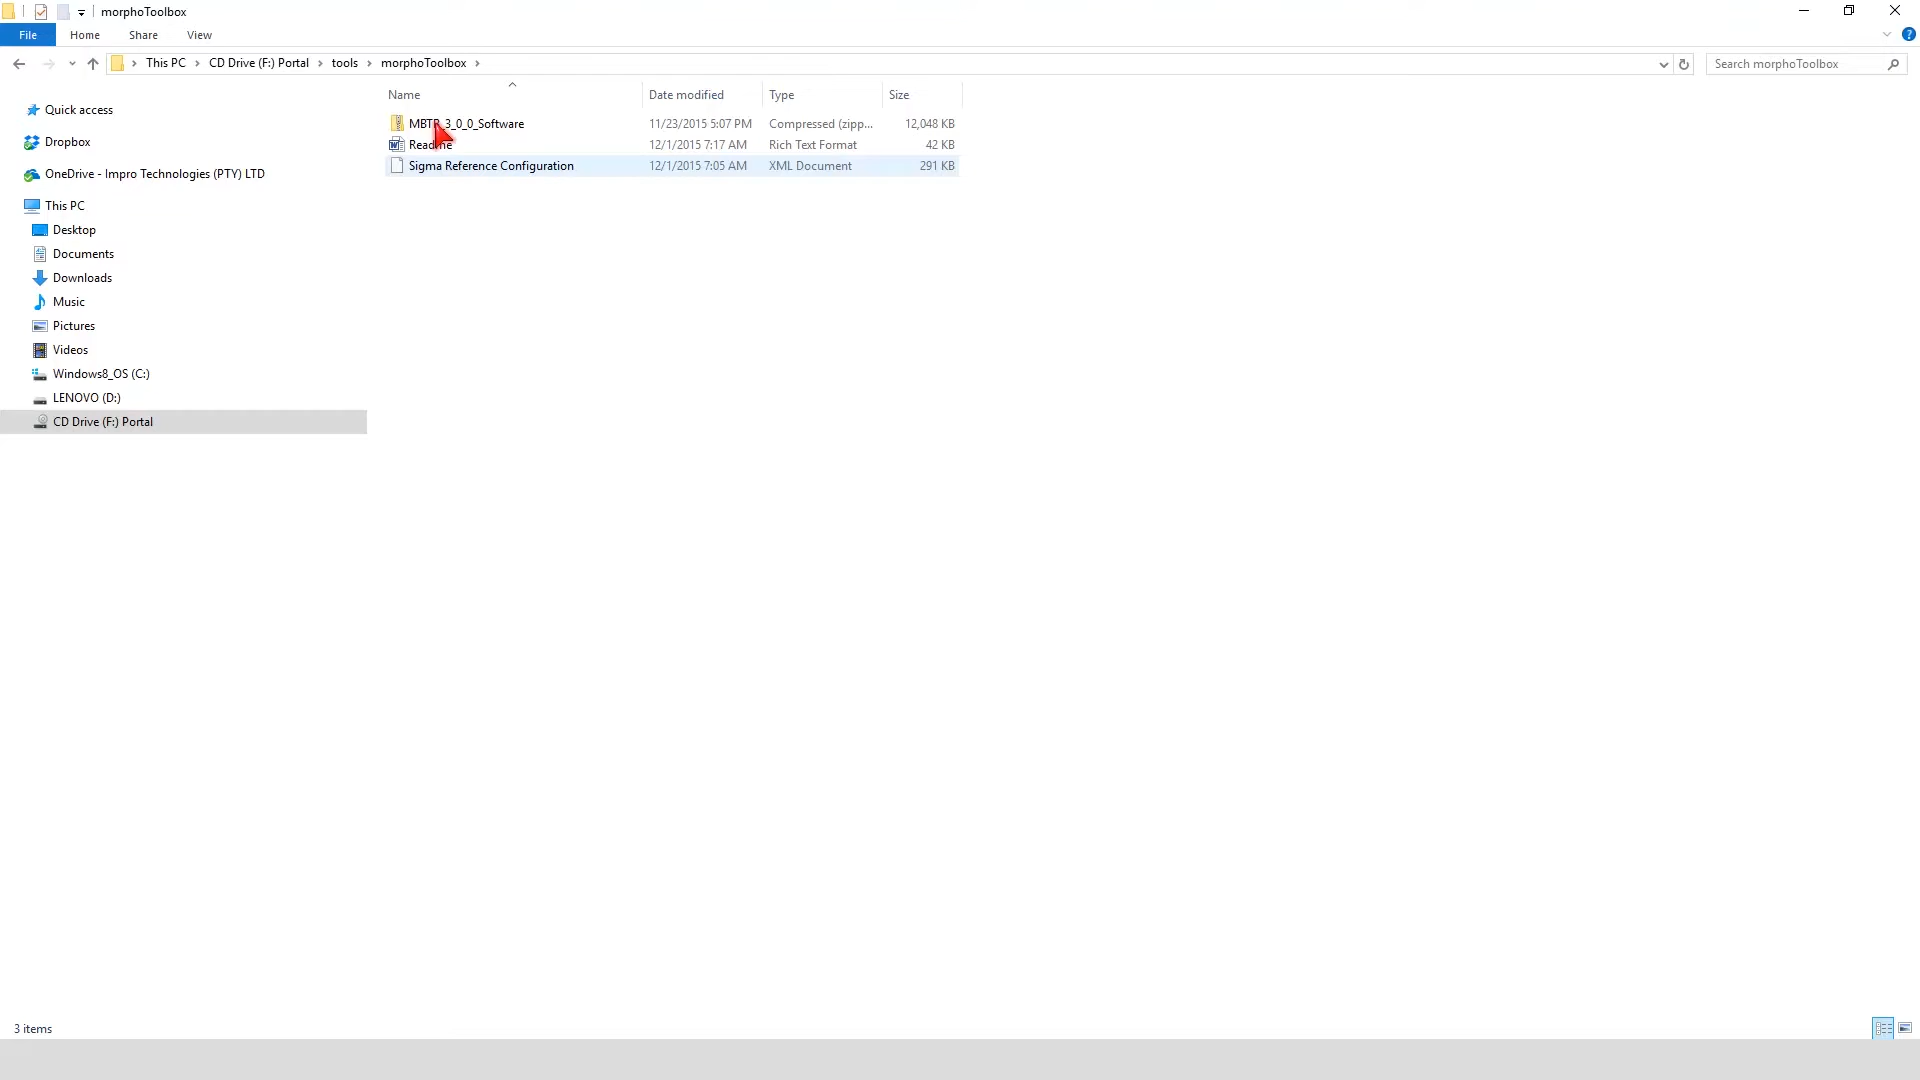 morphoToolbox
File Home Share View
This PC CD Drive (F:) Portal tools morphoToolbox
Search morphoToolbox
Name Date modified Type Size
Quick access
Dropbox
OneDrive - Impro Technologies (PTY) LTD
This PC
Desktop
Documents
Downloads
Music
Pictures
Videos
Windows8_OS (C:)
LENOVO (D:)
CD Drive (F:) Portal
MBTB_3_0_0_Software 11/23/2015 5:07 PM Compressed (zipp... 12,048 KB
Readme 12/1/2015 7:17 AM Rich Text Format 42 KB
Sigma Reference Configuration 12/1/2015 7:05 AM XML Document 291 KB
3 items